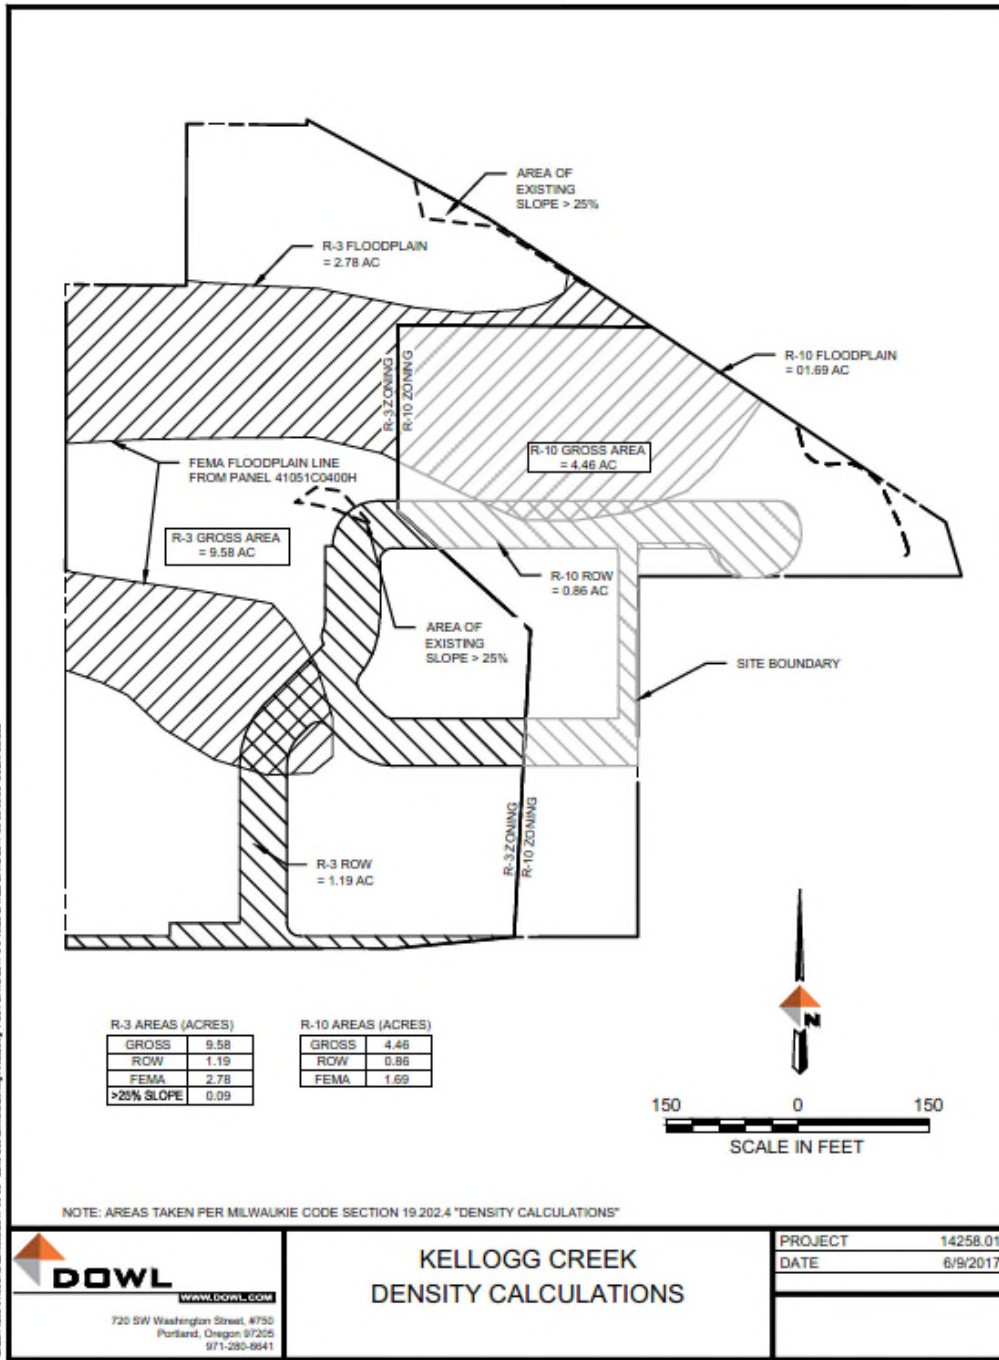 AREA OF
EXISTING
SLOPE > 25%
R-3 FLOODPLAIN
= 2.78 AC
R-10 FLOODPLAIN
= 01.69 AC
R-3 ZONING
R-10 ZONING
R-10 GROSS AREA
= 4.46 AC
FEMA FLOODPLAIN LINE
FROM PANEL 41051C0400H
R-3 GROSS AREA
= 9.58 AC
R-10 ROW
= 0.86 AC
AREA OF
EXISTING
SLOPE > 25%
SITE BOUNDARY
R-3 ZONING
R-10 ZONING
R-3 ROW
= 1.19 AC
N
R-3 AREAS (ACRES)
GROSS 9.58
ROW 1.19
FEMA 2.78
>25% SLOPE 0.09
R-10 AREAS (ACRES)
GROSS 4.46
ROW 0.86
FEMA 1.69
150 0 150
SCALE IN FEET
NOTE: AREAS TAKEN PER MILWAUKIE CODE SECTION 19.202.4 "DENSITY CALCULATIONS"
DOWL
WWW.DOWL.COM
720 SW Washington Street, #750
Portland, Oregon 97205
971-280-8641
KELLOGG CREEK
DENSITY CALCULATIONS
PROJECT 14258.01
DATE 6/9/2017